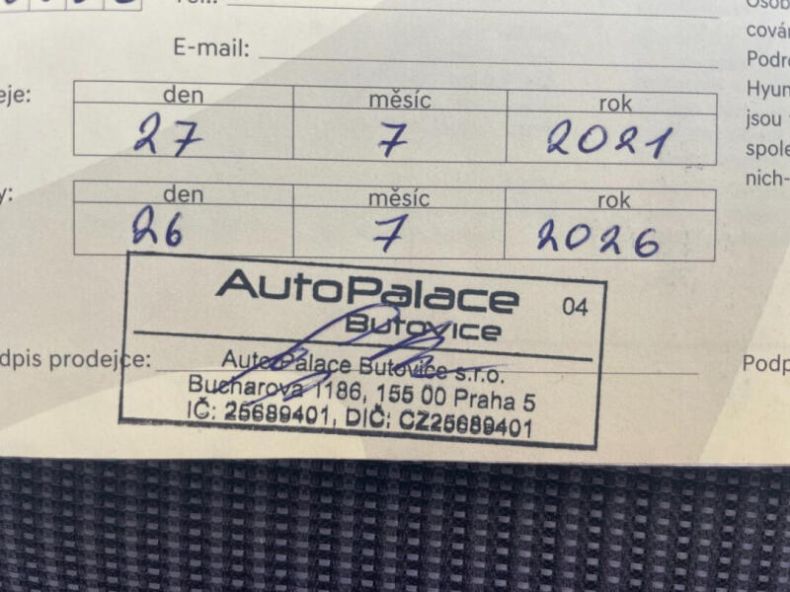 E-mail:
eje:
den měsíc rok
27 7 2021
y:
den měsíc rok
26 7 2026
AutoPalace 04
Butovice
dpis prodejce:
AutoPalace Butovice s.r.o.
Bucharova 1186, 155 00 Praha 5
IČ: 25689401, DIČ: CZ25689401
Podp
cován
Podro
Hyun
jsou
spole
nich-